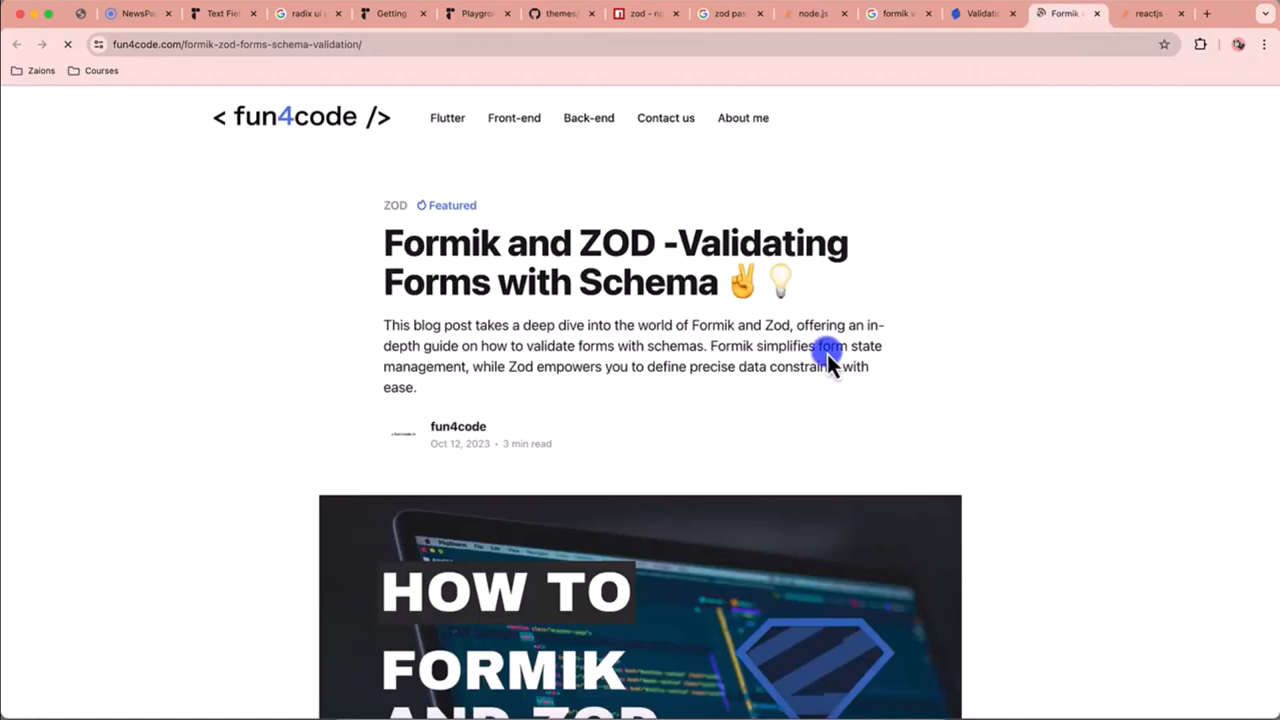 NewsPa
Text Fiel
radix ui
Getting
Playgro
themes/
zod - np
zod pas
node.js
formik v
Validati
Formik
reactjs
fun4code.com/formik-zod-forms-schema-validation/
Zaions
Courses
< fun4code />
Flutter
Front-end
Back-end
Contact us
About me
ZOD
Featured
Formik and ZOD -Validating
Forms with Schema ✌️💡
This blog post takes a deep dive into the world of Formik and Zod, offering an in-
depth guide on how to validate forms with schemas. Formik simplifies form state
management, while Zod empowers you to define precise data constraints with
ease.
fun4code
Oct 12, 2023 • 3 min read
HOW TO
FORMIK
AND ZOD